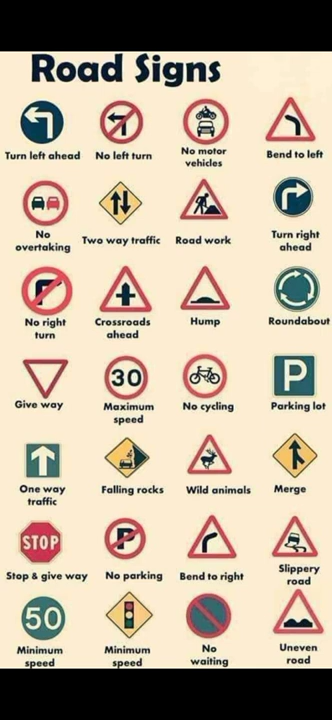 Road Signs
Turn left ahead
No left turn
No motor
vehicles
Bend to left
No
overtaking
Two way traffic
Road work
Turn right
ahead
No right
turn
Crossroads
ahead
Hump
Roundabout
30
P
Give way
Maximum
speed
No cycling
Parking lot
One way
traffic
Falling rocks
Wild animals
Merge
STOP
P
Stop & give way
No parking
Bend to right
Slippery
road
50
Minimum
speed
Minimum
speed
No
waiting
Uneven
road